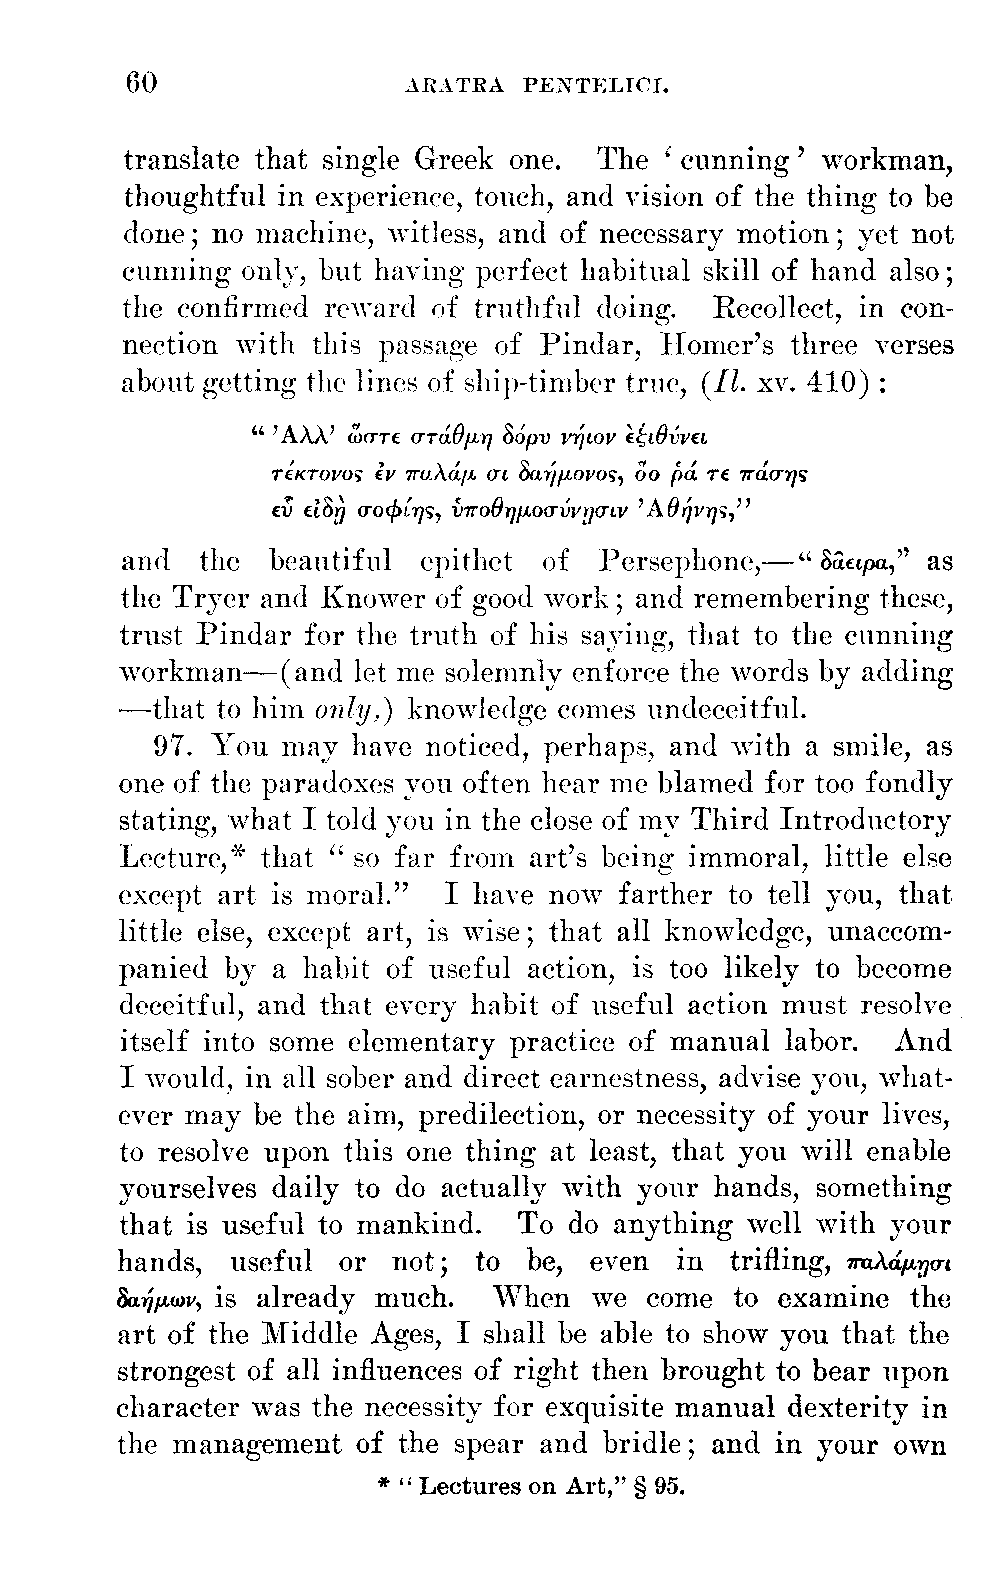 60 ARATRA PENTELICI.
translate that single Greek one. The ‘cunning’ workman,
thoughtful in experience, touch, and vision of the thing to be
done; no machine, witless, and of necessary motion; yet not
cunning only, but having perfect habitual skill of hand also;
the confirmed reward of truthful doing. Recollect, in con-
nection with this passage of Pindar, Homer’s three verses
about getting the lines of ship-timber true, (Il. xv. 410):
“ Ἀλλ’ ὥστε στάθμη δόρυ νήϊον ἐξιθύνει
τέκτονος ἐν παλάμ σι δαήμονος, ὅο ῥά τε πάσης
εὖ εἰδῇ σοφίης, ὑποθημοσύνῃσιν Ἀθήνης,”
and the beautiful epithet of Persephone,—“ δᾶειρα,” as
the Tryer and Knower of good work; and remembering these,
trust Pindar for the truth of his saying, that to the cunning
workman—(and let me solemnly enforce the words by adding
—that to him only,) knowledge comes undeceitful.
97. You may have noticed, perhaps, and with a smile, as
one of the paradoxes you often hear me blamed for too fondly
stating, what I told you in the close of my Third Introductory
Lecture,* that “ so far from art’s being immoral, little else
except art is moral.” I have now farther to tell you, that
little else, except art, is wise; that all knowledge, unaccom-
panied by a habit of useful action, is too likely to become
deceitful, and that every habit of useful action must resolve
itself into some elementary practice of manual labor. And
I would, in all sober and direct earnestness, advise you, what-
ever may be the aim, predilection, or necessity of your lives,
to resolve upon this one thing at least, that you will enable
yourselves daily to do actually with your hands, something
that is useful to mankind. To do anything well with your
hands, useful or not; to be, even in trifling, παλάμῃσι
δαήμων, is already much. When we come to examine the
art of the Middle Ages, I shall be able to show you that the
strongest of all influences of right then brought to bear upon
character was the necessity for exquisite manual dexterity in
the management of the spear and bridle; and in your own
* “ Lectures on Art,” § 95.